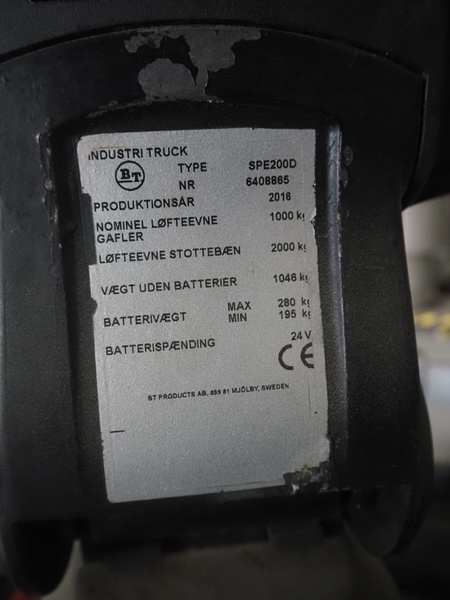 INDUSTRI TRUCK
BT TYPE SPE200D
NR 6408865
PRODUKTIONSÅR 2016
NOMINEL LØFTEEVNE 1000 kg
GAFLER
LØFTEEVNE STOTTEBÆN 2000 kg
VÆGT UDEN BATTERIER 1046 kg
MAX 280 kg
BATTERIVÆGT MIN 195 kg
BATTERISPÆNDING 24 V
CE
BT PRODUCTS AB, 595 81 MJÖLBY, SWEDEN